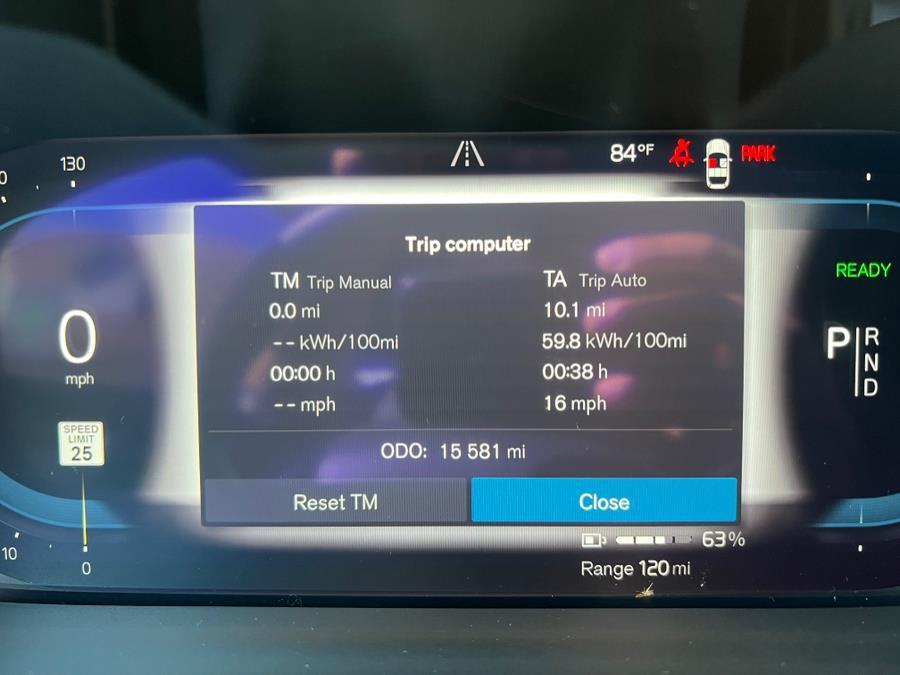 130
84°F
PARK
0
Trip computer
TM Trip Manual
TA Trip Auto
0.0 mi
10.1 mi
-- kWh/100mi
59.8 kWh/100mi
00:00 h
00:38 h
-- mph
16 mph
ODO: 15 581 mi
Reset TM
Close
READY
0
mph
P
R
N
D
SPEED
LIMIT
25
63%
Range 120 mi
10
0